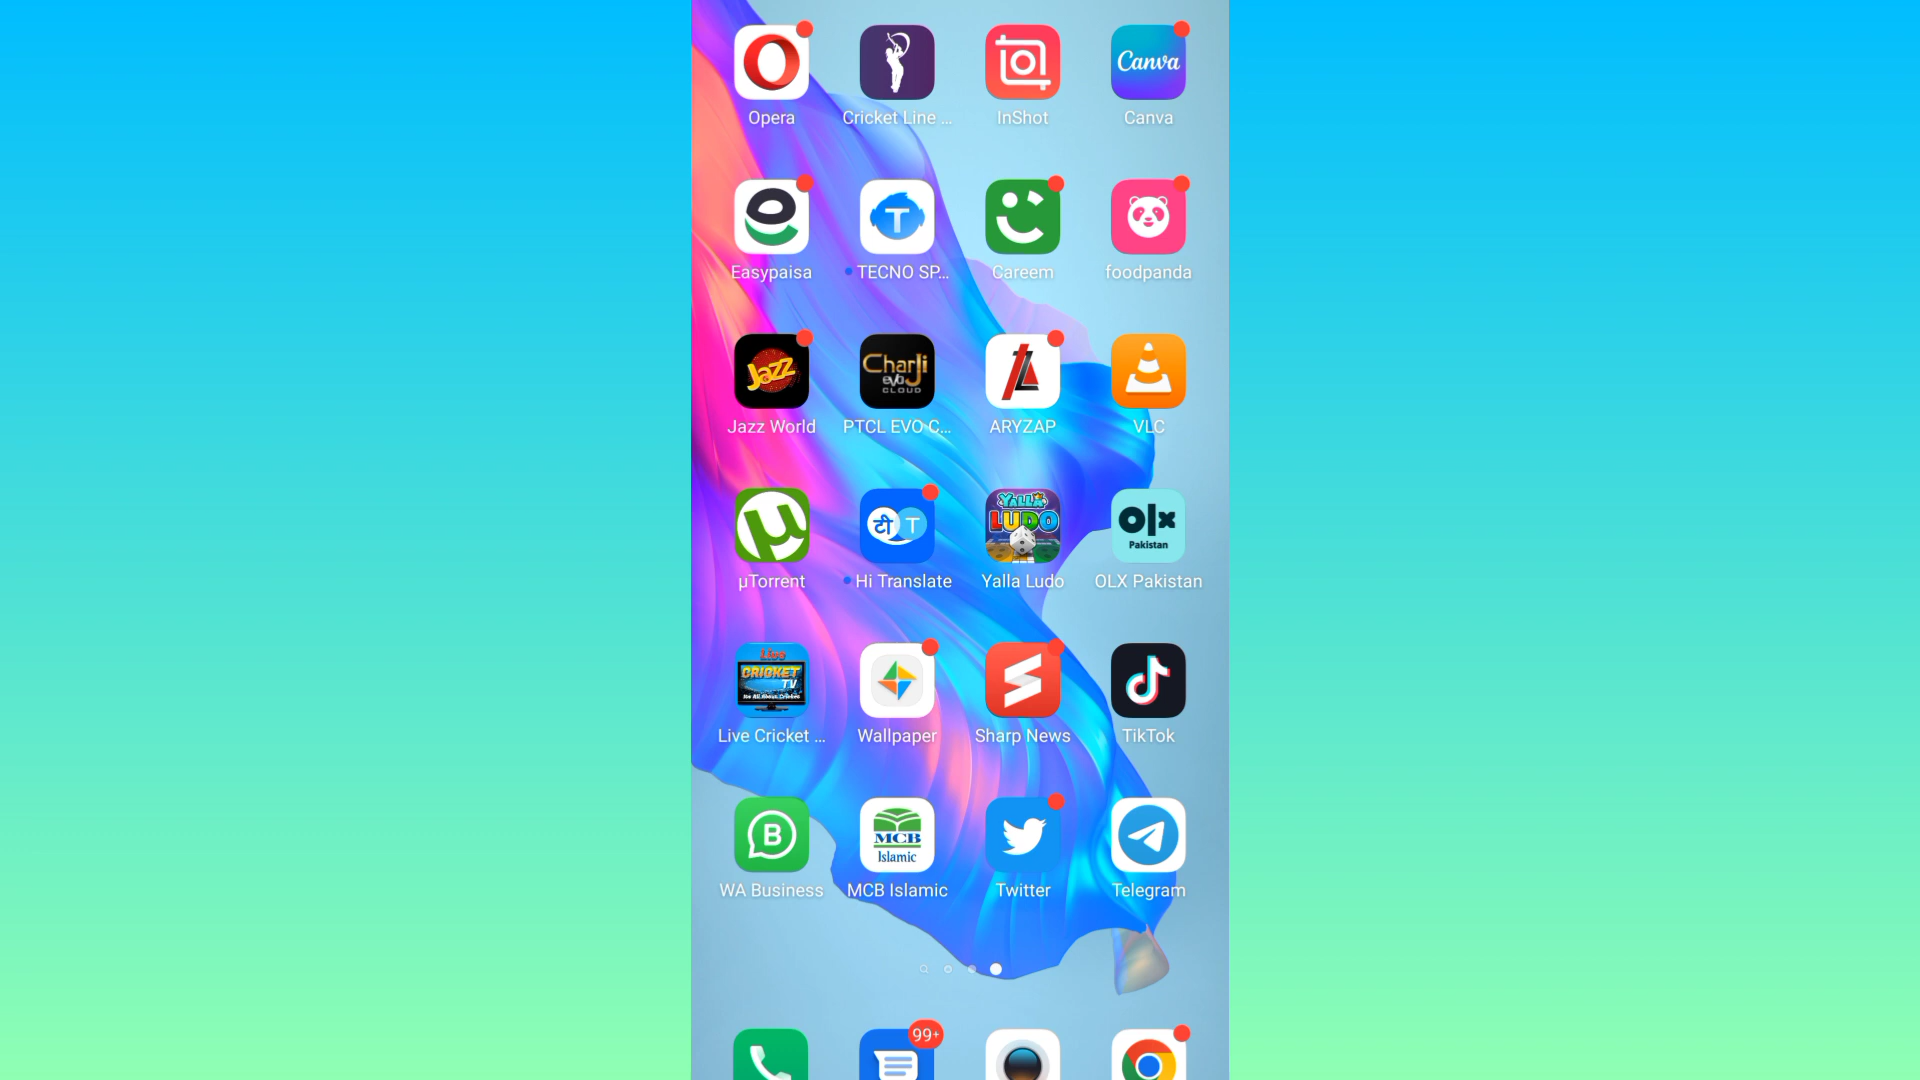 Canva
Opera
Cricket Line ...
InShot
Canva
T
Easypaisa
TECNO SP...
Careem
foodpanda
Jazz
CharJi
evo
CLOUD
Jazz World
PTCL EVO C...
ARYZAP
VLC
टी T
YALLA
LUDO
olx
Pakistan
µTorrent
Hi Translate
Yalla Ludo
OLX Pakistan
Live
CRICKET
TV
Live Cricket ...
Wallpaper
Sharp News
TikTok
B
MCB
Islamic
WA Business
MCB Islamic
Twitter
Telegram
99+